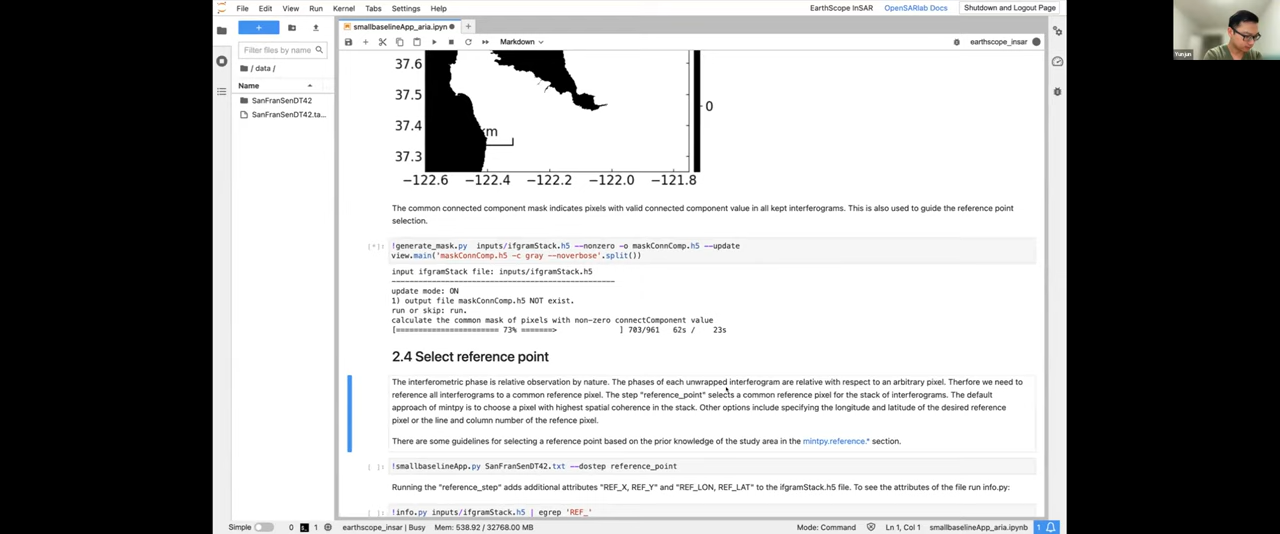 File Edit View Run Kernel Tabs Settings Help
EarthScope InSAR OpenSARlab Docs Shutdown and Logout Page
smallbaselineApp_aria.ipyn
Filter files by name
/ data /
Name
SanFranSenDT42
SanFranSenDT42.ta...
Markdown
earthscope_insar
Yunjun
37.6
37.5
37.4
37.3
km
0
−122.6 −122.4 −122.2 −122.0 −121.8
The common connected component mask indicates pixels with valid connected component value in all kept interferograms. This is also used to guide the reference point
selection.
[*]: !generate_mask.py inputs/ifgramStack.h5 --nonzero -o maskConnComp.h5 --update
view.main('maskConnComp.h5 -c gray --noverbose'.split())
input ifgramStack file: inputs/ifgramStack.h5
--------------------------------------------------
update mode: ON
1) output file maskConnComp.h5 NOT exist.
run or skip: run.
calculate the common mask of pixels with non-zero connectComponent value
[======================= 73% =======> ] 703/961 62s / 23s
2.4 Select reference point
The interferometric phase is relative observation by nature. The phases of each unwrapped interferogram are relative with respect to an arbitrary pixel. Therfore we need to
reference all interferograms to a common reference pixel. The step "reference_point" selects a common reference pixel for the stack of interferograms. The default
approach of mintpy is to choose a pixel with highest spatial coherence in the stack. Other options include specifying the longitude and latitude of the desired reference
pixel or the line and column number of the refence pixel.
There are some guidelines for selecting a reference point based on the prior knowledge of the study area in the mintpy.reference.* section.
[ ]: !smallbaselineApp.py SanFranSenDT42.txt --dostep reference_point
Running the "reference_step" adds additional attributes "REF_X, REF_Y" and "REF_LON, REF_LAT" to the ifgramStack.h5 file. To see the attributes of the file run info.py:
[ ]: !info.py inputs/ifgramStack.h5 | egrep 'REF_'
Simple 0 1 earthscope_insar | Busy Mem: 538.92 / 32768.00 MB
Mode: Command Ln 1, Col 1 smallbaselineApp_aria.ipynb 1